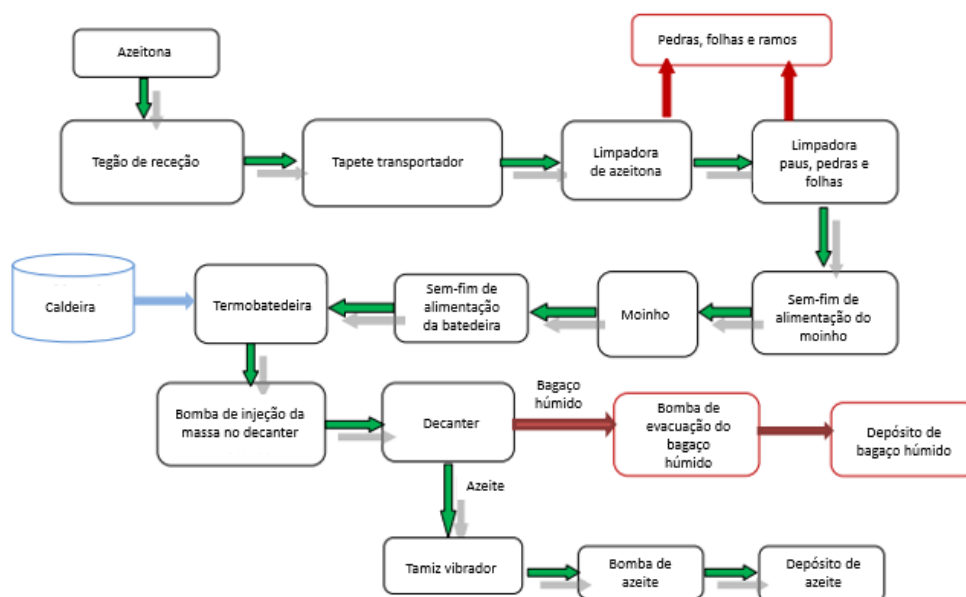 Azeitona
Pedras, folhas e ramos
Tegão de receção
Tapete transportador
Limpadora
de azeitona
Limpadora
paus, pedras e
folhas
Caldeira
Termobatedeira
Sem-fim de
alimentação
da batedeira
Moinho
Sem-fim de
alimentação do
moinho
Bomba de injeção da
massa no decanter
Decanter
Bagaço
húmido
Bomba de
evacuação do
bagaço
húmido
Depósito de
bagaço húmido
Azeite
Tamiz vibrador
Bomba de
azeite
Depósito de
azeite